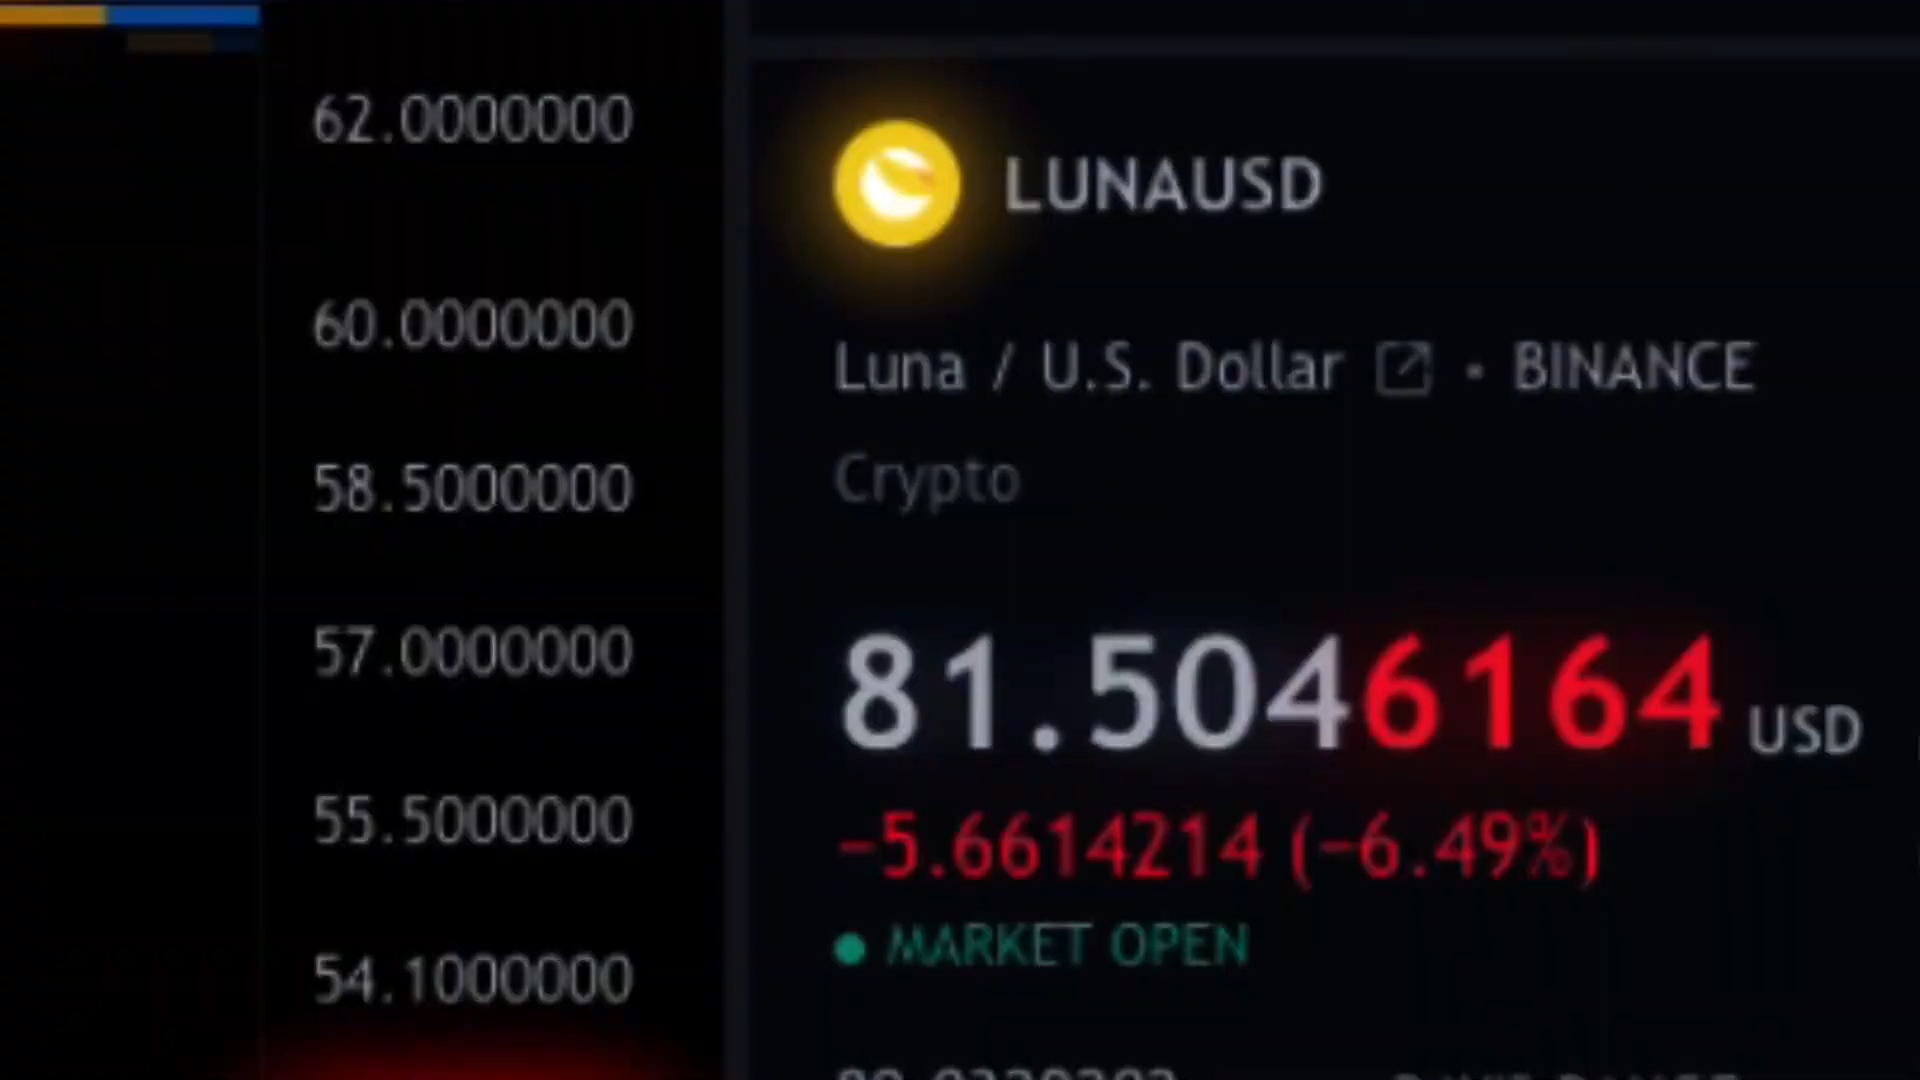 62.0000000
60.0000000
58.5000000
57.0000000
55.5000000
54.1000000
LUNAUSD
Luna / U.S. Dollar • BINANCE
Crypto
81.5046164 USD
−5.6614214 (−6.49%)
MARKET OPEN